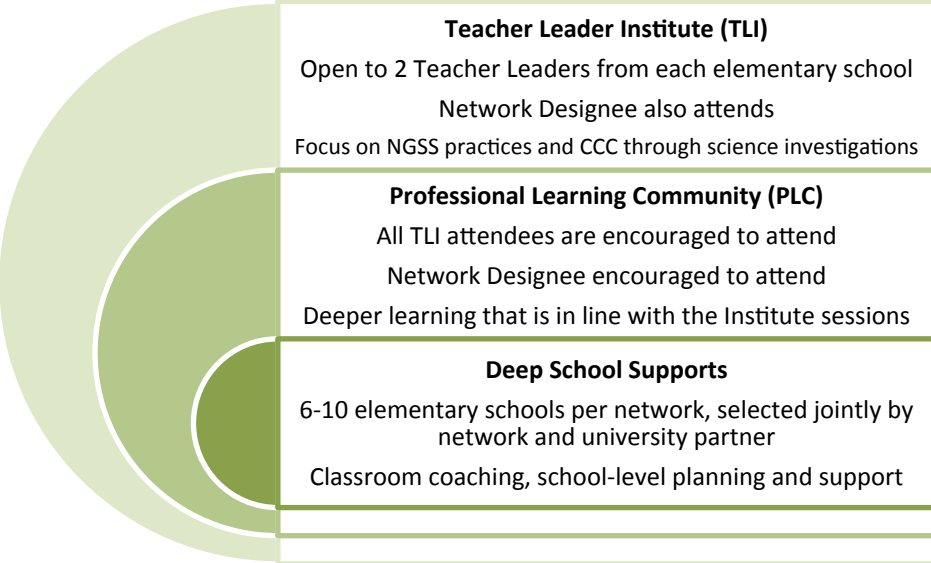 Teacher Leader Institute (TLI)
Open to 2 Teacher Leaders from each elementary school
Network Designee also attends
Focus on NGSS practices and CCC through science investigations
Professional Learning Community (PLC)
All TLI attendees are encouraged to attend
Network Designee encouraged to attend
Deeper learning that is in line with the Institute sessions
Deep School Supports
6-10 elementary schools per network, selected jointly by
network and university partner
Classroom coaching, school-level planning and support